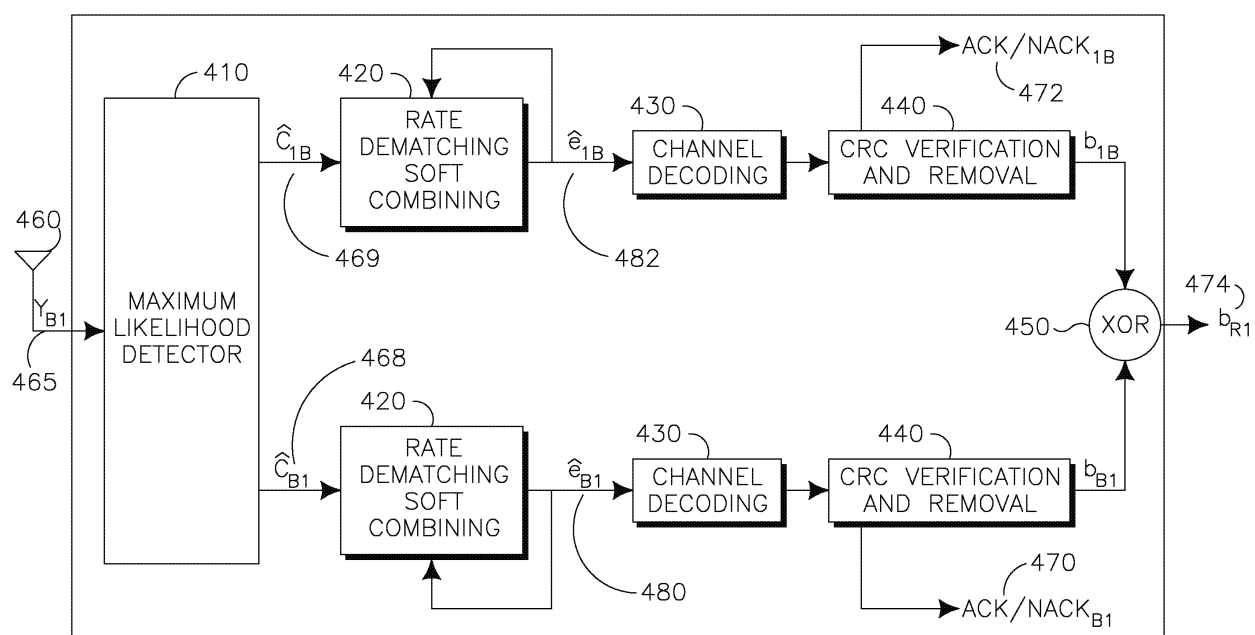 ACK/NACK1B
472
410
420
430
440
RATE
DEMATCHING
SOFT
COMBINING
ĉ1B
ê1B
CHANNEL
DECODING
CRC VERIFICATION
AND REMOVAL
b1B
469
482
460
YB1
465
MAXIMUM
LIKELIHOOD
DETECTOR
450
XOR
474
bR1
468
420
430
440
RATE
DEMATCHING
SOFT
COMBINING
ĉB1
êB1
CHANNEL
DECODING
CRC VERIFICATION
AND REMOVAL
bB1
480
470
ACK/NACKB1